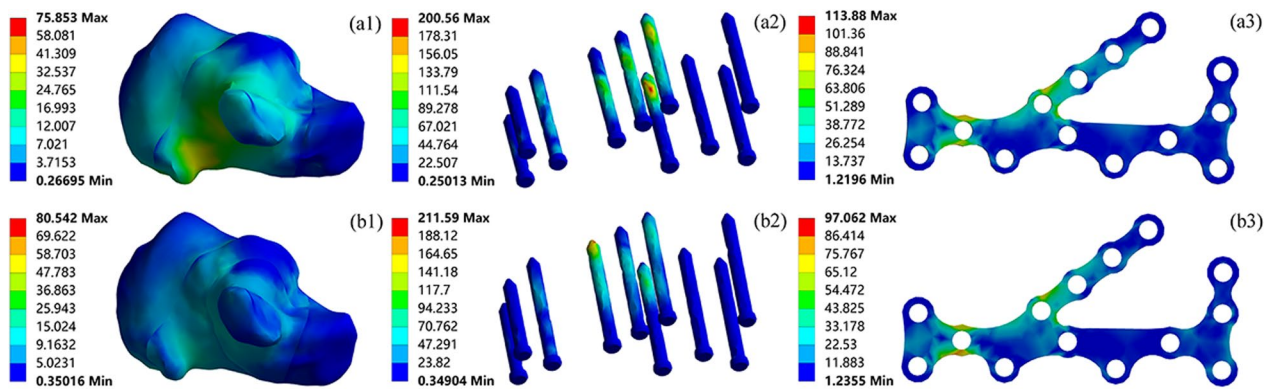 75.853 Max
58.081
41.309
32.537
24.765
16.993
12.007
7.021
3.7153
0.26695 Min
(a1)
200.56 Max
178.31
156.05
133.79
111.54
89.278
67.021
44.764
22.507
0.25013 Min
(a2)
113.88 Max
101.36
88.841
76.324
63.806
51.289
38.772
26.254
13.737
1.2196 Min
(a3)
80.542 Max
69.622
58.703
47.783
36.863
25.943
15.024
9.1632
5.0231
0.35016 Min
(b1)
211.59 Max
188.12
164.65
141.18
117.7
94.233
70.762
47.291
23.82
0.34904 Min
(b2)
97.062 Max
86.414
75.767
65.12
54.472
43.825
33.178
22.53
11.883
1.2355 Min
(b3)